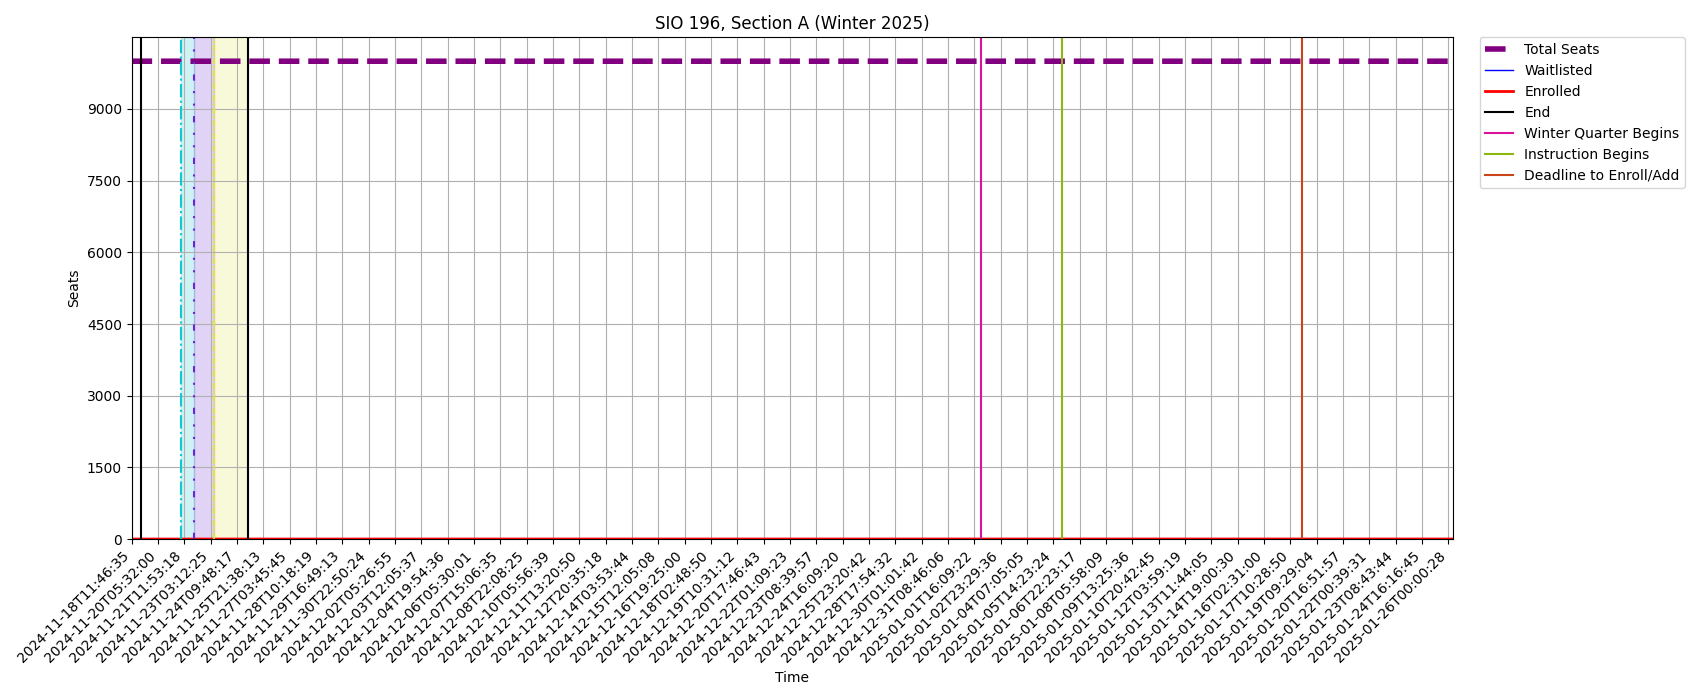 SIO 196, Section A (Winter 2025)
Total Seats
Waitlisted
Enrolled
End
Winter Quarter Begins
Instruction Begins
Deadline to Enroll/Add
Seats
9000
7500
6000
4500
3000
1500
0
2024-11-18T11:46:35
2024-11-20T05:32:00
2024-11-21T11:53:18
2024-11-23T03:12:25
2024-11-24T09:48:17
2024-11-25T21:38:13
2024-11-27T03:45:45
2024-11-28T10:18:19
2024-11-29T16:49:13
2024-11-30T22:50:24
2024-12-02T05:26:55
2024-12-03T12:05:37
2024-12-04T19:54:36
2024-12-06T05:30:01
2024-12-07T15:06:35
2024-12-08T22:08:25
2024-12-10T05:56:39
2024-12-11T13:20:50
2024-12-12T20:35:18
2024-12-14T03:53:44
2024-12-15T12:05:08
2024-12-16T19:25:00
2024-12-18T02:48:50
2024-12-19T10:31:12
2024-12-20T17:46:43
2024-12-22T01:09:23
2024-12-23T08:39:57
2024-12-24T16:09:20
2024-12-25T23:20:42
2024-12-28T17:54:32
2024-12-30T01:01:42
2024-12-31T08:46:06
2025-01-01T16:09:22
2025-01-02T23:29:36
2025-01-04T07:05:05
2025-01-05T14:23:24
2025-01-06T22:23:17
2025-01-08T05:58:09
2025-01-09T13:25:36
2025-01-10T20:42:45
2025-01-12T03:59:19
2025-01-13T11:44:05
2025-01-14T19:00:30
2025-01-16T02:31:00
2025-01-17T10:28:50
2025-01-19T09:29:04
2025-01-20T16:51:57
2025-01-22T00:39:31
2025-01-23T08:43:44
2025-01-24T16:16:45
2025-01-26T00:00:28
Time